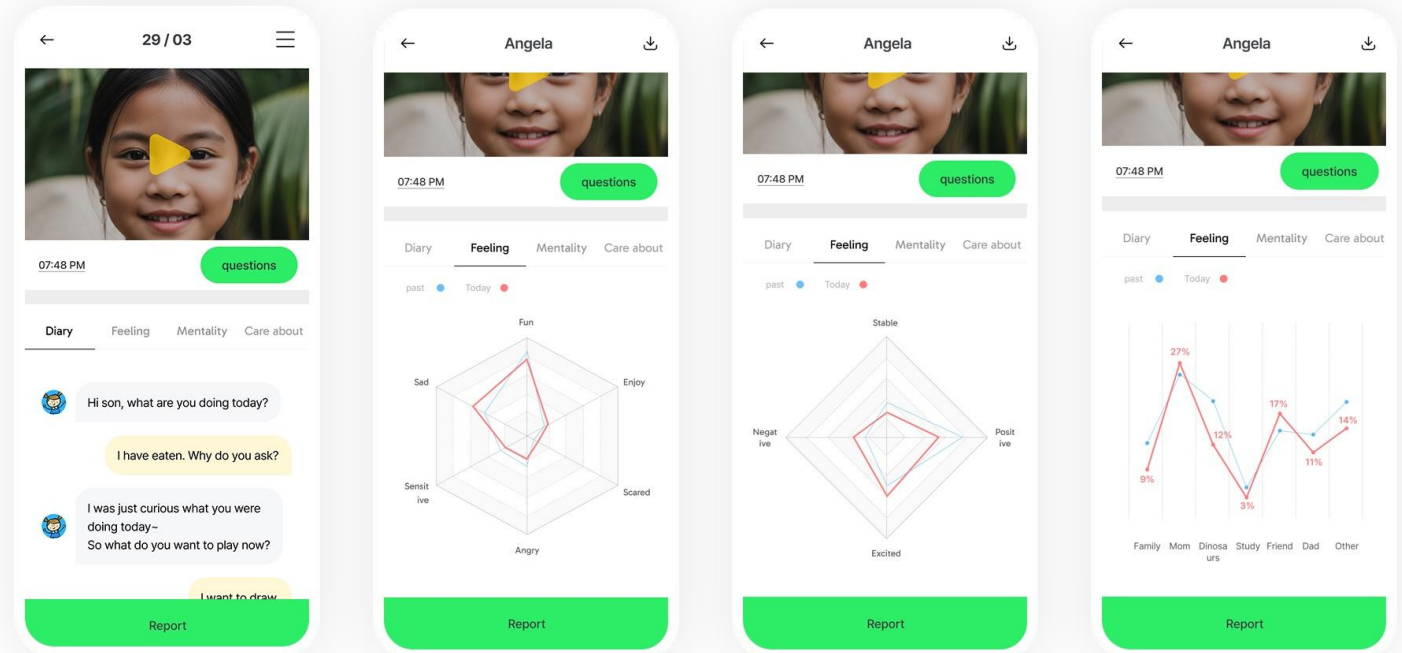 29 / 03
07:48 PM
questions
Diary
Feeling
Mentality
Care about
Hi son, what are you doing today?
I have eaten. Why do you ask?
I was just curious what you were
doing today~
So what do you want to play now?
I want to draw
Report
Angela
07:48 PM
questions
Diary
Feeling
Mentality
Care about
past
Today
Fun
Sad
Enjoy
Sensit
ive
Scared
Angry
Report
Angela
07:48 PM
questions
Diary
Feeling
Mentality
Care about
past
Today
Stable
Negat
ive
Posit
ive
Excited
Report
Angela
07:48 PM
questions
Diary
Feeling
Mentality
Care about
past
Today
27%
17%
14%
12%
11%
9%
3%
Family
Mom
Dinosa
urs
Study
Friend
Dad
Other
Report